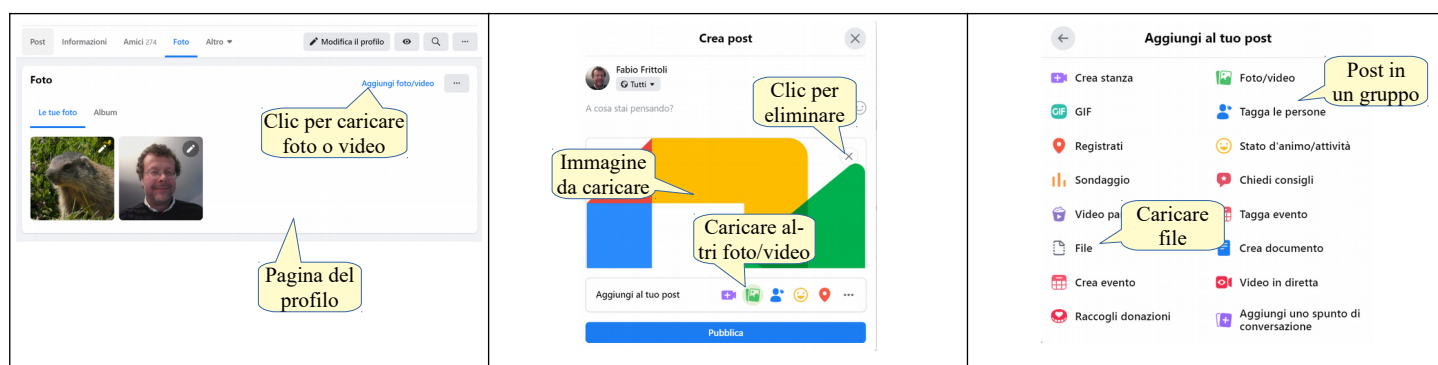 Post Informazioni Amici 274 Foto Altro Modifica il profilo
Foto
Aggiungi foto/video
Le tue foto Album
Clic per caricare
foto o video
Pagina del
profilo
Crea post
Fabio Frittoli
Tutti
A cosa stai pensando?
Clic per
eliminare
Immagine
da caricare
Caricare al-
tri foto/video
Aggiungi al tuo post
Pubblica
Aggiungi al tuo post
Crea stanza Foto/video
Post in
un gruppo
GIF GIF Tagga le persone
Registrati Stato d'animo/attività
Sondaggio Chiedi consigli
Video Tagga evento
Caricare
file
File Crea documento
Crea evento Video in diretta
Raccogli donazioni Aggiungi uno spunto di
conversazione